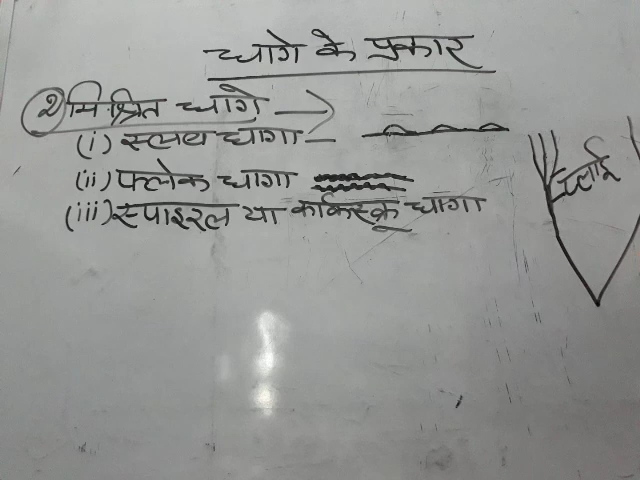 धागे के प्रकार
② मिश्रित धागे
(i) स्लब धागा
(ii) फ्लेक धागा
(iii) स्पाइरल या कार्कस्क्रू धागा
प्लाई